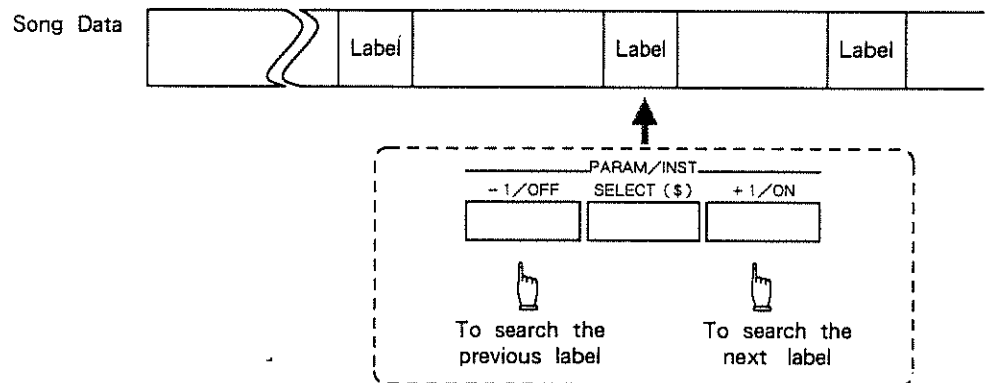 Song Data
Label
Label
Label
PARAM/INST
- 1/OFF
SELECT ($)
+ 1/ON
To search the
previous label
To search the
next label